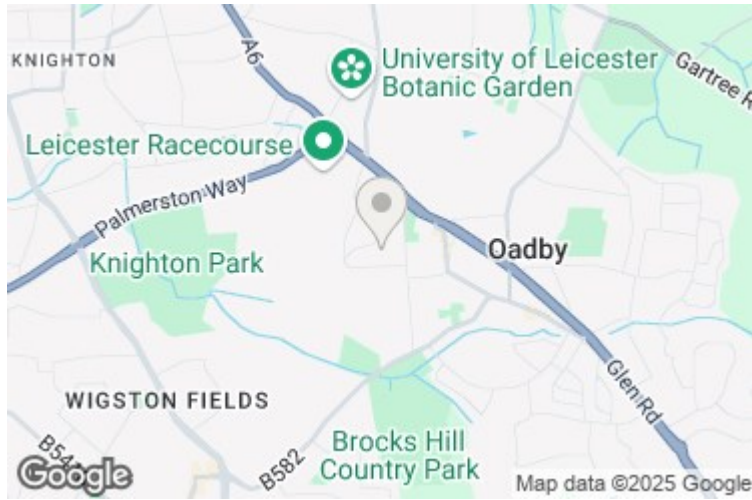 KNIGHTON
A6
University of Leicester
Botanic Garden
Gartree R
Leicester Racecourse
Palmerston Way
Oadby
Knighton Park
WIGSTON FIELDS
Glen Rd
Brocks Hill
Country Park
B582
Google
Map data ©2025 Google